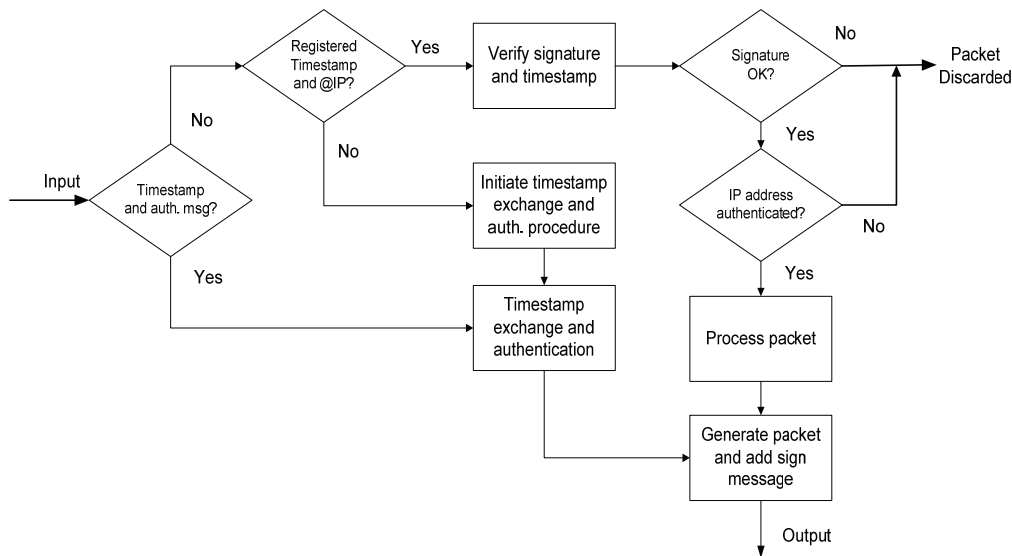 Registered
Timestamp
and @IP?
Yes
Verify signature
and timestamp
Signature
OK?
No
Packet
Discarded
No
No
Yes
Input
Timestamp
and auth. msg?
Initiate timestamp
exchange and
auth. procedure
IP address
authenticated?
No
Yes
Yes
Timestamp
exchange and
authentication
Process packet
Generate packet
and add sign
message
Output